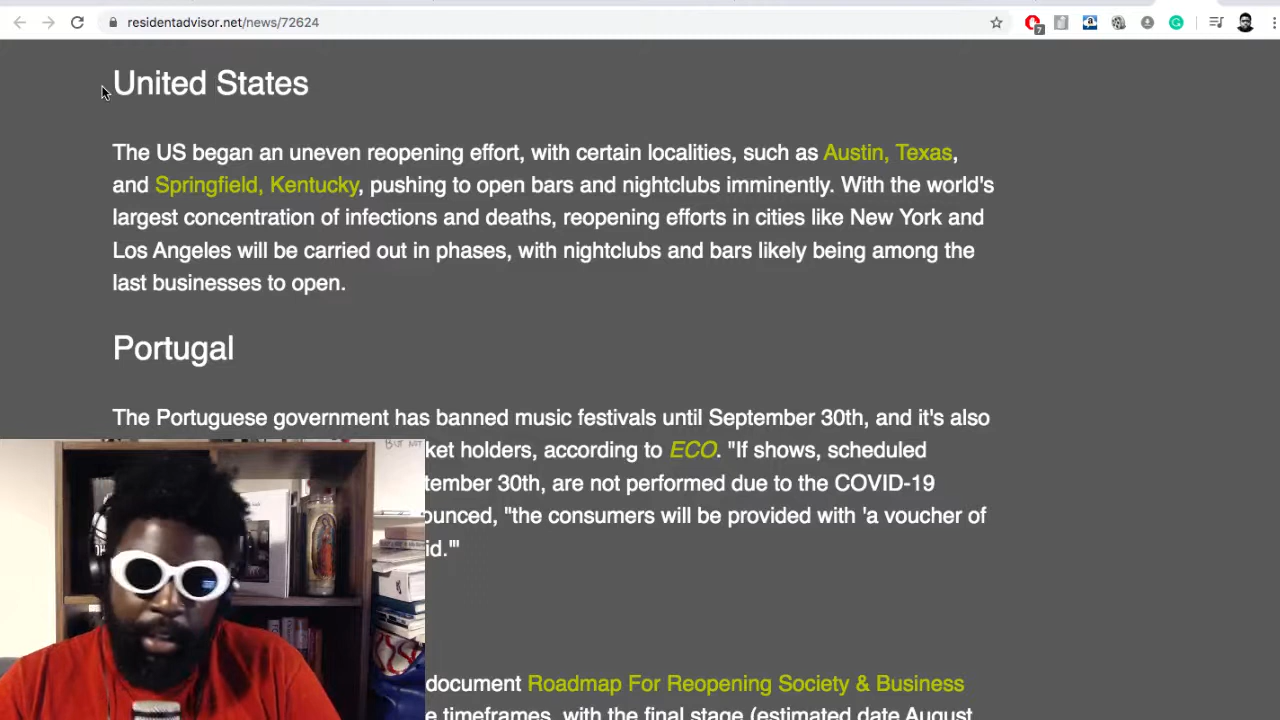 residentadvisor.net/news/72624
7
United States
The US began an uneven reopening effort, with certain localities, such as Austin, Texas,
and Springfield, Kentucky, pushing to open bars and nightclubs imminently. With the world's
largest concentration of infections and deaths, reopening efforts in cities like New York and
Los Angeles will be carried out in phases, with nightclubs and bars likely being among the
last businesses to open.
Portugal
The Portuguese government has banned music festivals until September 30th, and it's also
ket holders, according to ECO. "If shows, scheduled
tember 30th, are not performed due to the COVID-19
ounced, "the consumers will be provided with 'a voucher of
id.'"
document Roadmap For Reopening Society & Business
e timeframes, with the final stage (estimated date August
BUT NOT